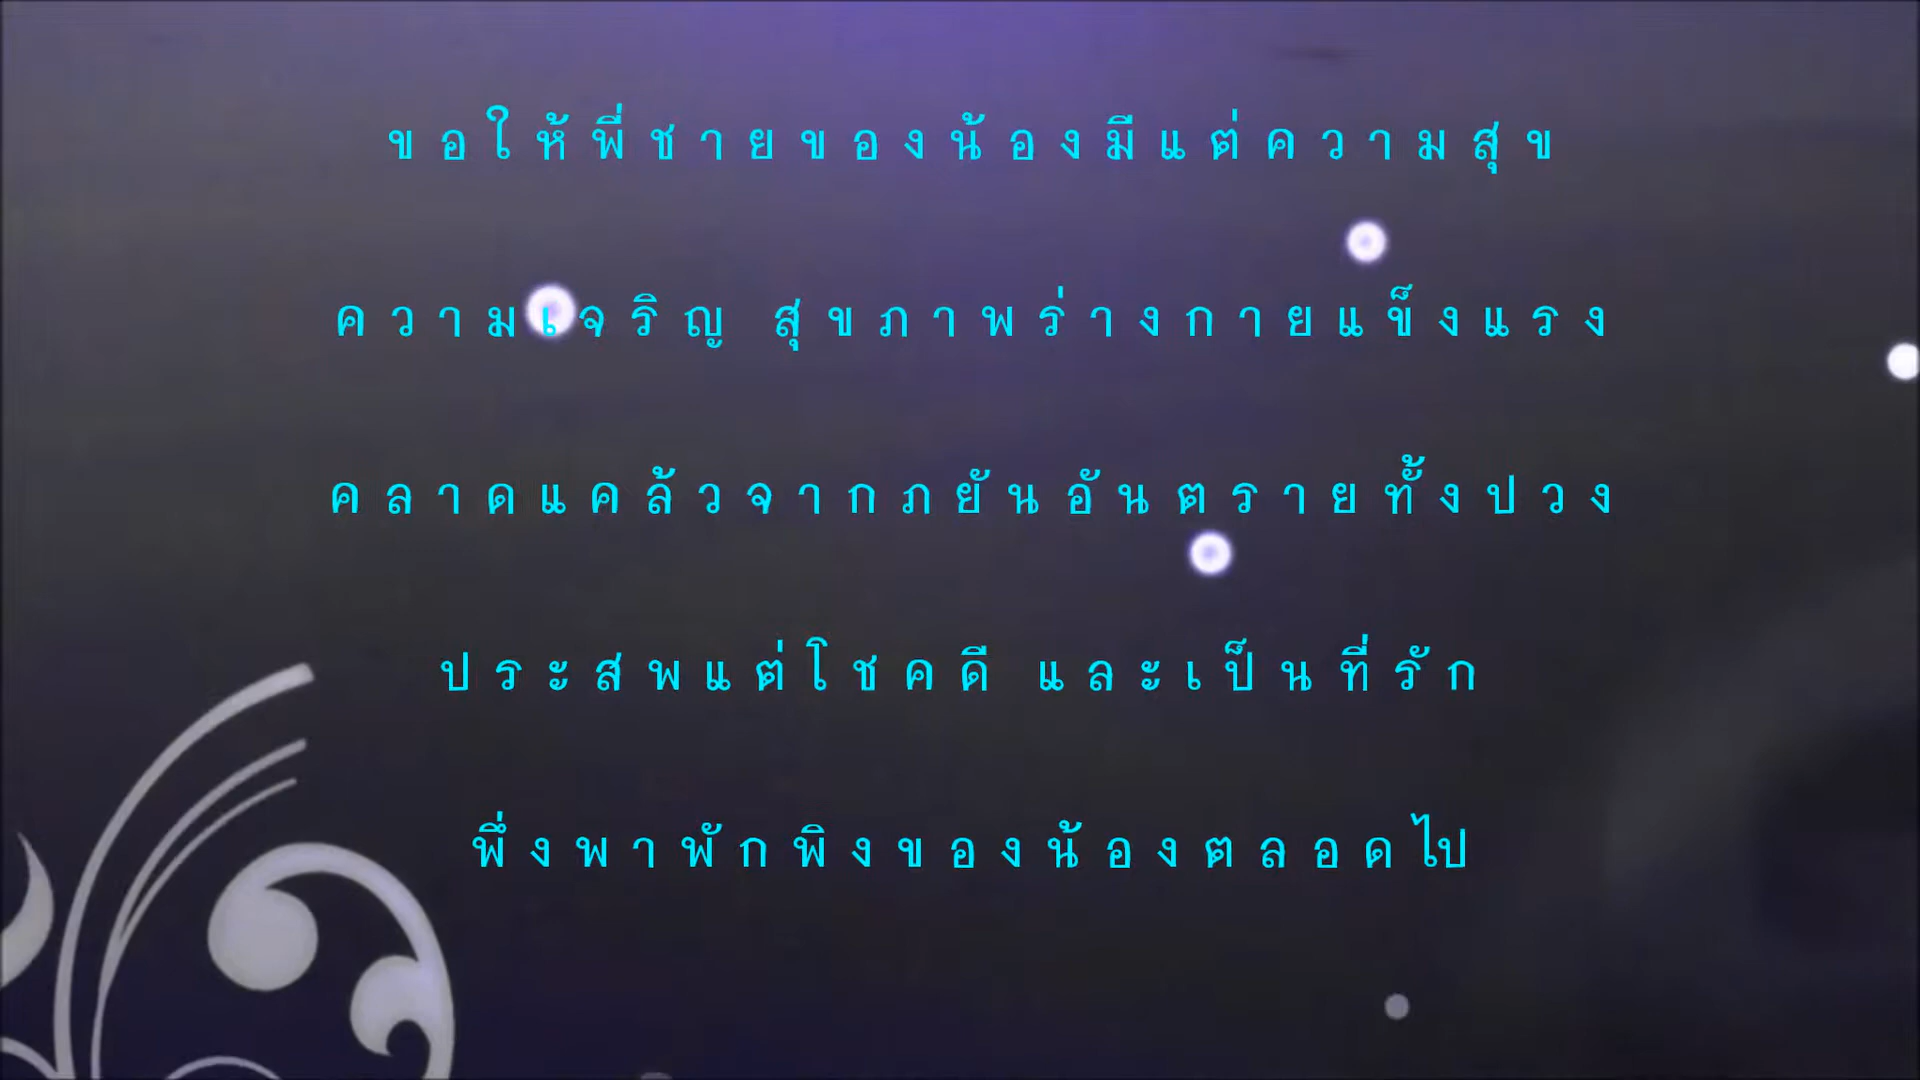 ขอให้พี่ชายของน้องมีแต่ความสุข
ความเจริญ สุขภาพร่างกายแข็งแรง
คลาดแคล้วจากภยันอันตรายทั้งปวง
ประสพแต่โชคดี และเป็นที่รัก
พึ่งพาพักพิงของน้องตลอดไป